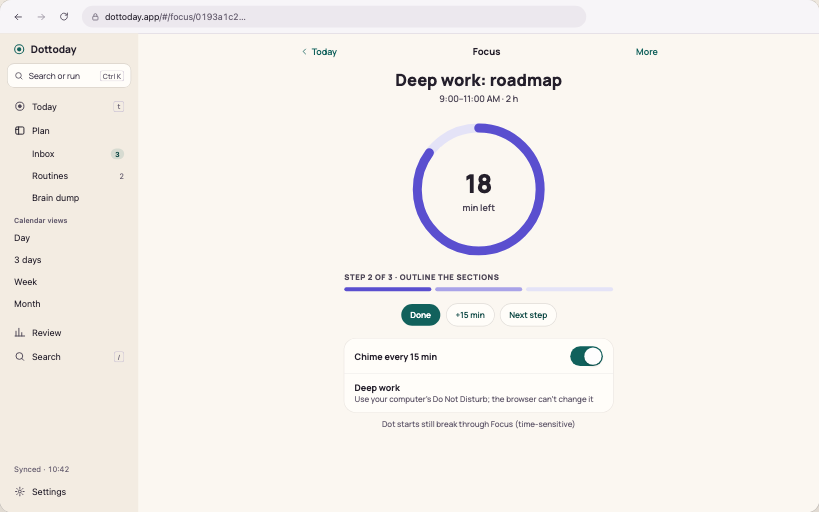 dottoday.app/#/focus/0193a1c2...
Dottoday
Search or run
Ctrl K
Today
t
Plan
Inbox
3
Routines
2
Brain dump
Calendar views
Day
3 days
Week
Month
Review
Search
/
Synced · 10:42
Settings
Today
Focus
More
Deep work: roadmap
9:00–11:00 AM · 2 h
18
min left
STEP 2 OF 3 · OUTLINE THE SECTIONS
Done
+15 min
Next step
Chime every 15 min
Deep work
Use your computer's Do Not Disturb; the browser can't change it
Dot starts still break through Focus (time-sensitive)